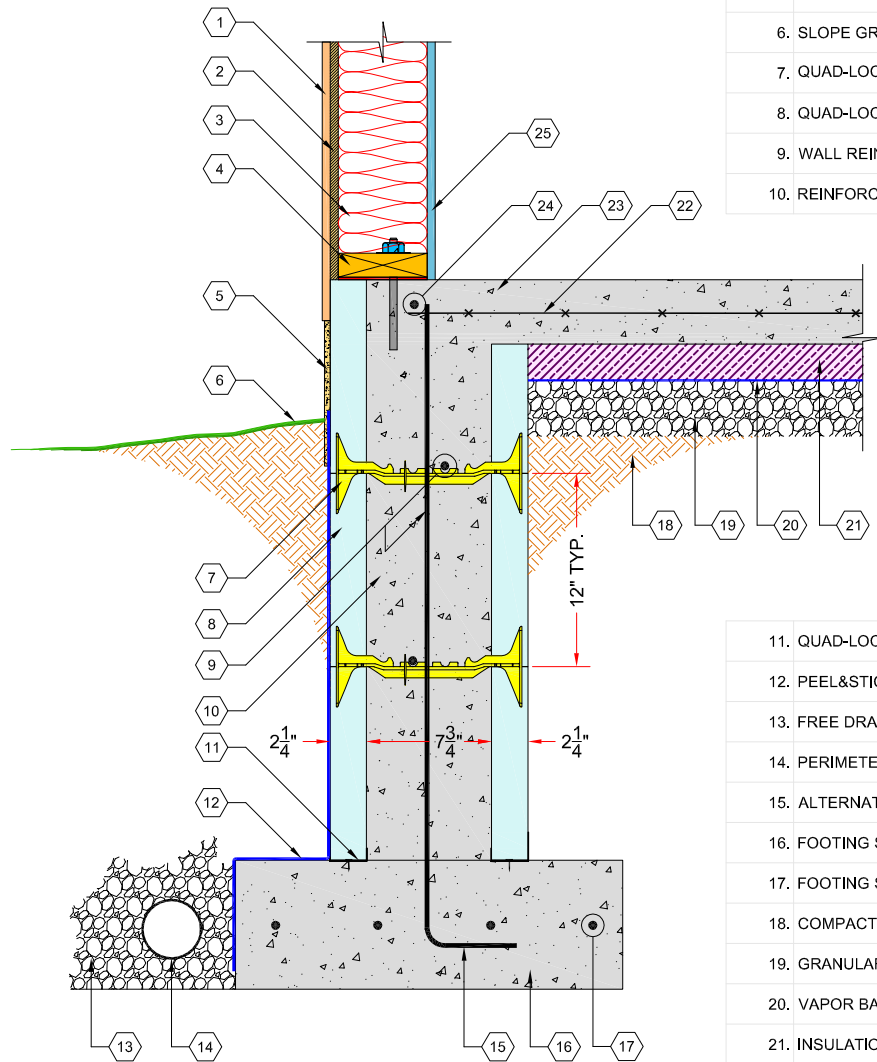 1
2
3
4
5
6
7
8
9
10
11
12
13
14
15
16
17
18
19
20
21
22
23
24
25
12" TYP.
2 1/4"
7 3/4"
2 1/4"
6. SLOPE GR
7. QUAD-LOC
8. QUAD-LOC
9. WALL REIN
10. REINFORC
11. QUAD-LOC
12. PEEL&STIC
13. FREE DRA
14. PERIMETE
15. ALTERNAT
16. FOOTING S
17. FOOTING S
18. COMPACT
19. GRANULAR
20. VAPOR BA
21. INSULATIO